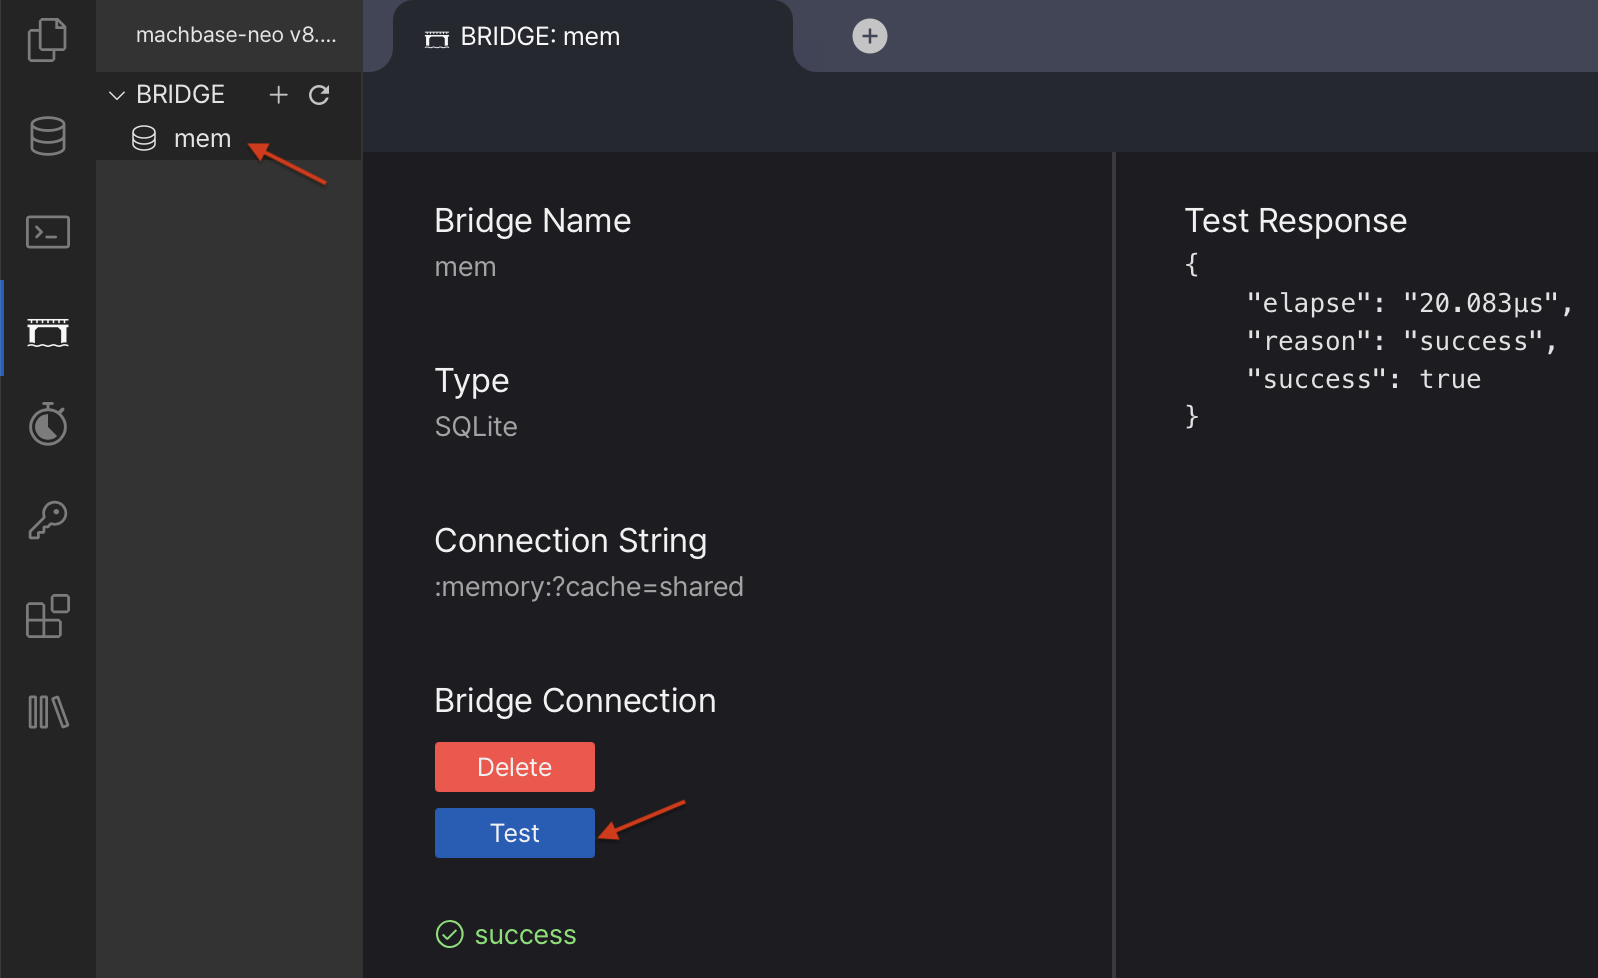 machbase-neo v8....
BRIDGE: mem
BRIDGE
mem
Bridge Name
mem
Type
SQLite
Connection String
:memory:?cache=shared
Bridge Connection
Delete
Test
success
Test Response
{
    "elapse": "20.083µs",
    "reason": "success",
    "success": true
}